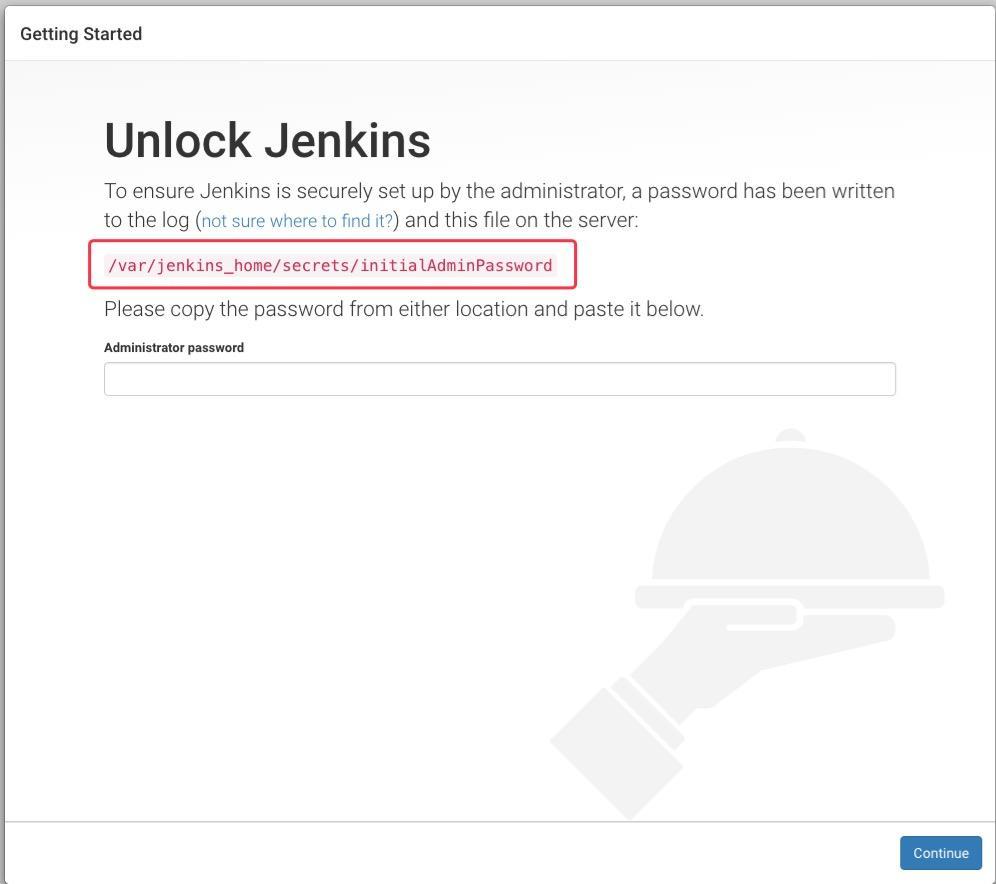 Getting Started
Unlock Jenkins
To ensure Jenkins is securely set up by the administrator, a password has been written
to the log (not sure where to find it?) and this file on the server:
/var/jenkins_home/secrets/initialAdminPassword
Please copy the password from either location and paste it below.
Administrator password
Continue